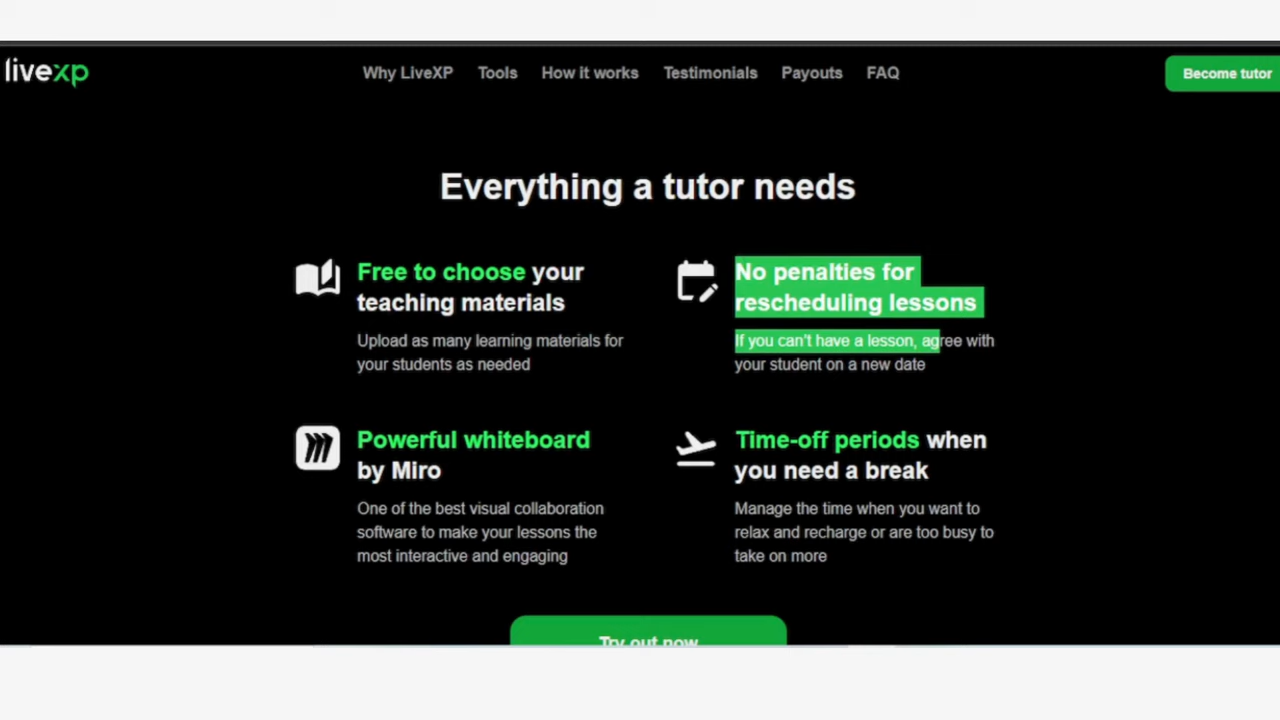 livexp
Why LiveXP Tools How it works Testimonials Payouts FAQ
Become tutor
Everything a tutor needs
Free to choose your
teaching materials
Upload as many learning materials for
your students as needed
No penalties for
rescheduling lessons
If you can't have a lesson, agree with
your student on a new date
Powerful whiteboard
by Miro
One of the best visual collaboration
software to make your lessons the
most interactive and engaging
Time-off periods when
you need a break
Manage the time when you want to
relax and recharge or are too busy to
take on more
Try out now